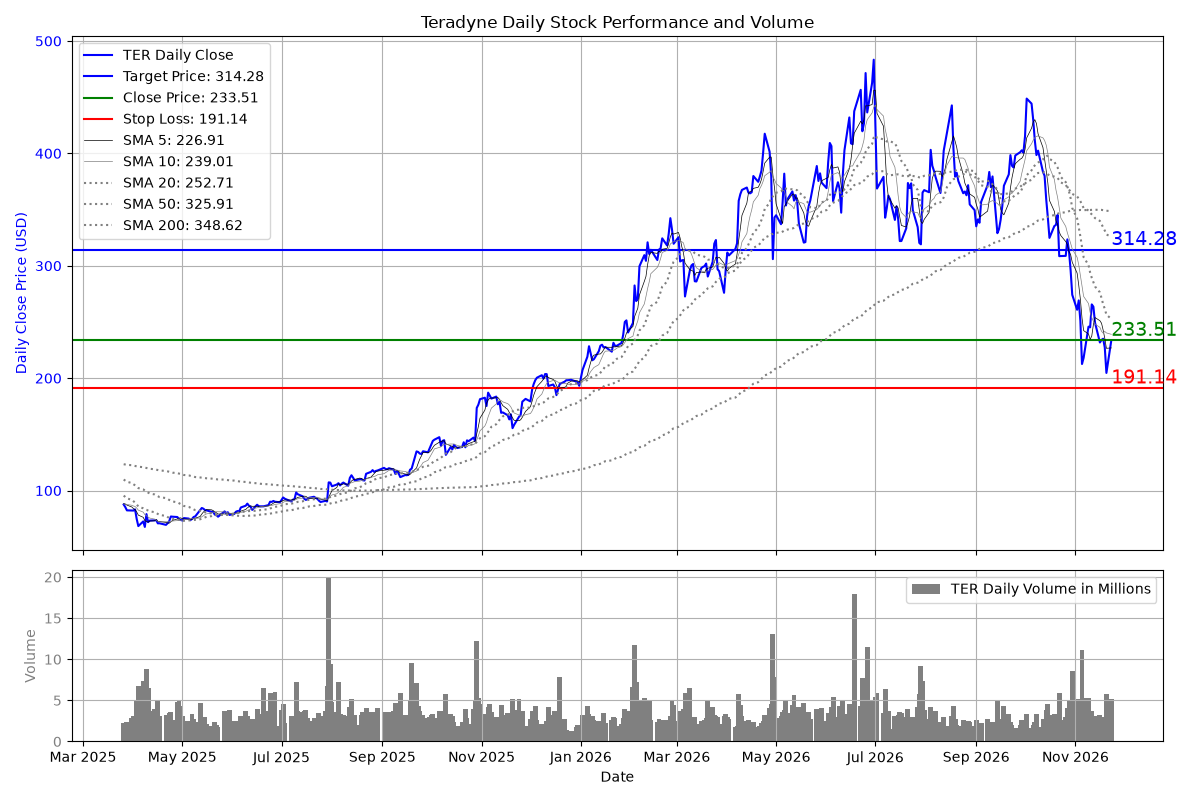 Teradyne Daily Stock Performance and Volume
500
400
300
200
100
Daily Close Price (USD)
TER Daily Close
Target Price: 314.28
Close Price: 233.51
Stop Loss: 191.14
SMA 5: 226.91
SMA 10: 239.01
SMA 20: 252.71
SMA 50: 325.91
SMA 200: 348.62
314.28
233.51
191.14
20
15
10
5
0
Volume
TER Daily Volume in Millions
Mar 2025 May 2025 Jul 2025 Sep 2025 Nov 2025 Jan 2026 Mar 2026 May 2026 Jul 2026 Sep 2026 Nov 2026
Date